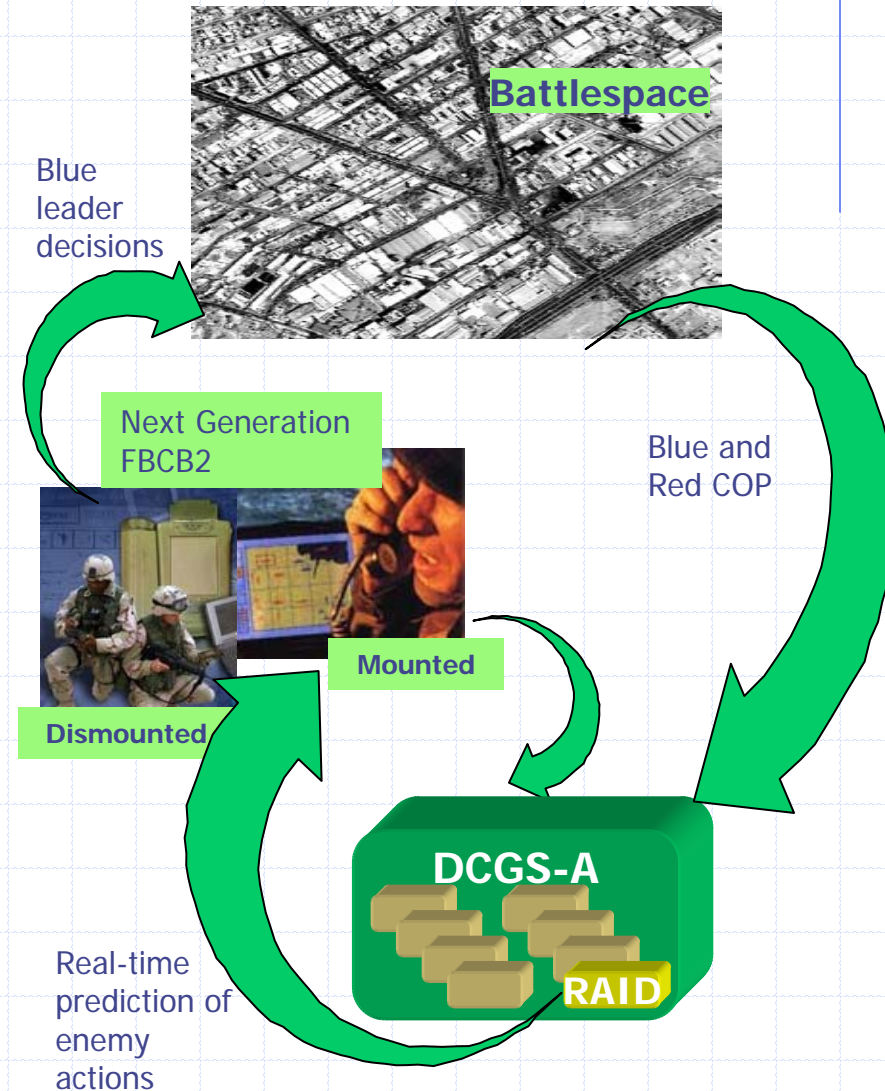 Battlespace
Blue
leader
decisions
Next Generation
FBCB2
Blue and
Red COP
Mounted
Dismounted
DCGS-A
RAID
Real-time
prediction of
enemy
actions